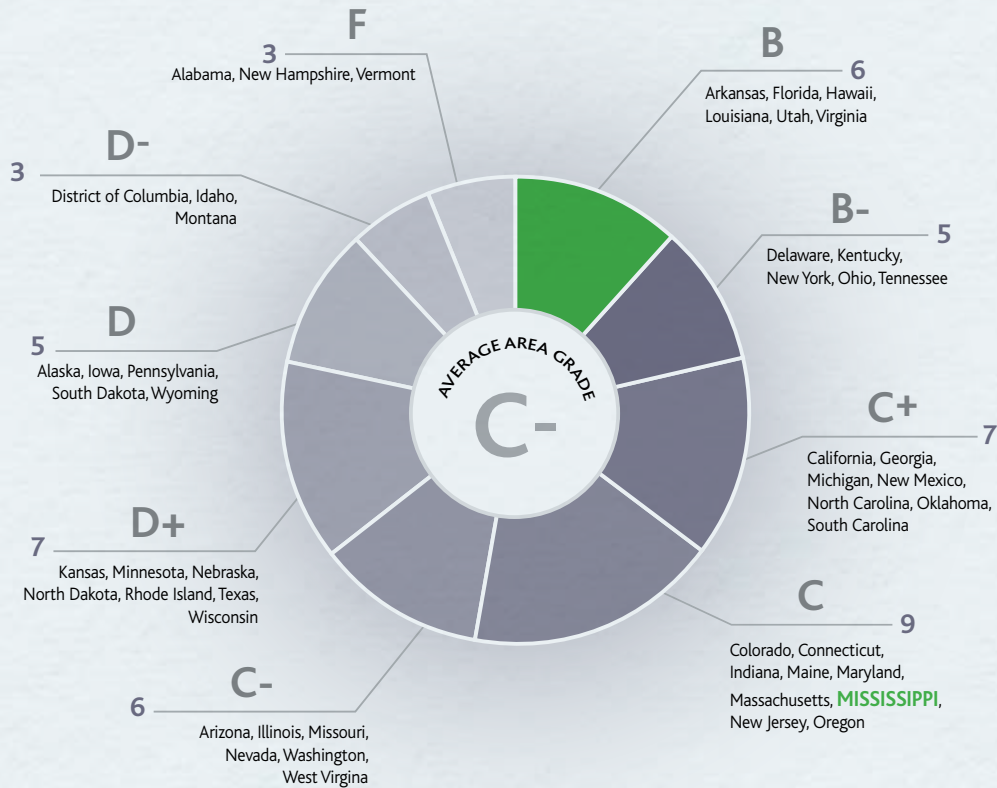 F
3
Alabama, New Hampshire, Vermont
B
6
Arkansas, Florida, Hawaii,
Louisiana, Utah, Virginia
D-
3
District of Columbia, Idaho,
Montana
B-
5
Delaware, Kentucky,
New York, Ohio, Tennessee
D
5
Alaska, Iowa, Pennsylvania,
South Dakota, Wyoming
AVERAGE AREA GRADE
C-
C+
7
California, Georgia,
Michigan, New Mexico,
North Carolina, Oklahoma,
South Carolina
D+
7
Kansas, Minnesota, Nebraska,
North Dakota, Rhode Island, Texas,
Wisconsin
C
9
Colorado, Connecticut,
Indiana, Maine, Maryland,
Massachusetts, MISSISSIPPI,
New Jersey, Oregon
C-
6
Arizona, Illinois, Missouri,
Nevada, Washington,
West Virgina